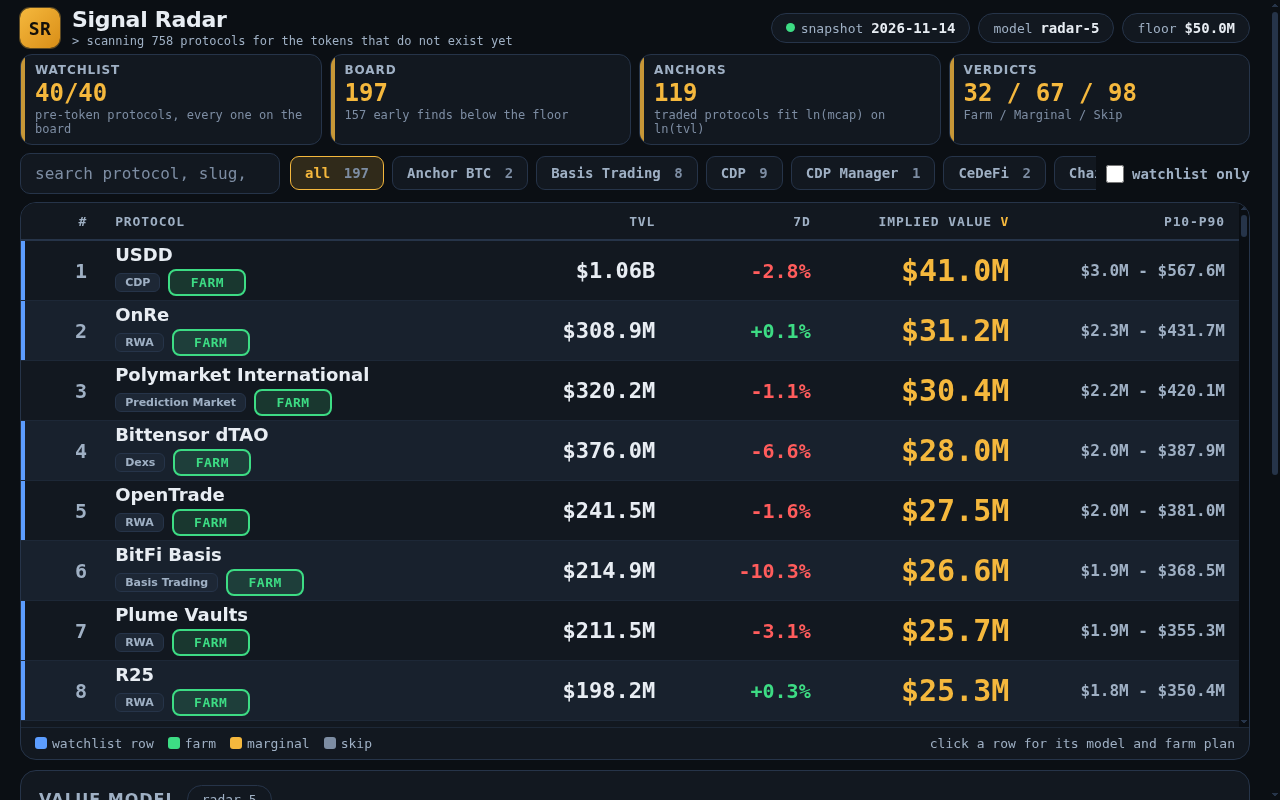 SR
Signal Radar
> scanning 758 protocols for the tokens that do not exist yet
snapshot 2026-11-14
model radar-5
floor $50.0M
WATCHLIST
40/40
pre-token protocols, every one on the
board
BOARD
197
157 early finds below the floor
ANCHORS
119
traded protocols fit ln(mcap) on
ln(tvl)
VERDICTS
32 / 67 / 98
Farm / Marginal / Skip
search protocol, slug,
all 197
Anchor BTC 2
Basis Trading 8
CDP 9
CDP Manager 1
CeDeFi 2
watchlist only
# PROTOCOL TVL 7D IMPLIED VALUE V P10-P90
1 USDD $1.06B -2.8% $41.0M $3.0M - $567.6M
CDP FARM
2 OnRe $308.9M +0.1% $31.2M $2.3M - $431.7M
RWA FARM
3 Polymarket International $320.2M -1.1% $30.4M $2.2M - $420.1M
Prediction Market FARM
4 Bittensor dTAO $376.0M -6.6% $28.0M $2.0M - $387.9M
Dexs FARM
5 OpenTrade $241.5M -1.6% $27.5M $2.0M - $381.0M
RWA FARM
6 BitFi Basis $214.9M -10.3% $26.6M $1.9M - $368.5M
Basis Trading FARM
7 Plume Vaults $211.5M -3.1% $25.7M $1.9M - $355.3M
RWA FARM
8 R25 $198.2M +0.3% $25.3M $1.8M - $350.4M
RWA FARM
watchlist row farm marginal skip
click a row for its model and farm plan
VALUE MODEL radar-5